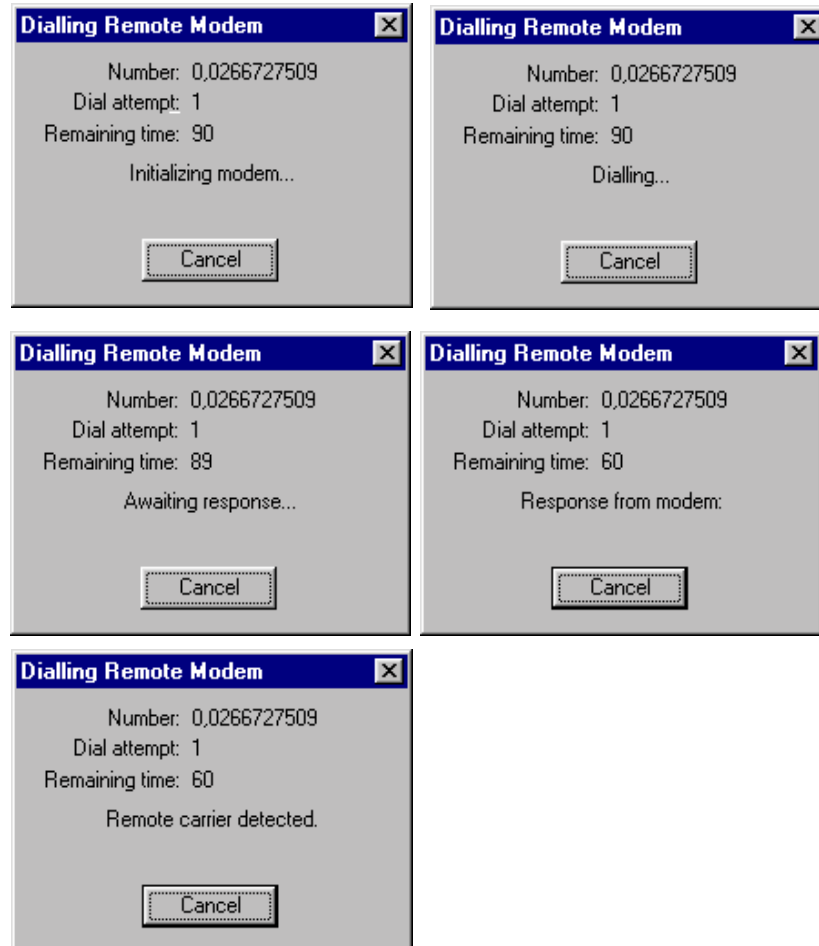 Dialling Remote Modem
Number: 0,0266727509
Dial attempt: 1
Remaining time: 90
Initializing modem...
Cancel
Dialling Remote Modem
Number: 0,0266727509
Dial attempt: 1
Remaining time: 90
Dialling...
Cancel
Dialling Remote Modem
Number: 0,0266727509
Dial attempt: 1
Remaining time: 89
Awaiting response...
Cancel
Dialling Remote Modem
Number: 0,0266727509
Dial attempt: 1
Remaining time: 60
Response from modem:
Cancel
Dialling Remote Modem
Number: 0,0266727509
Dial attempt: 1
Remaining time: 60
Remote carrier detected.
Cancel